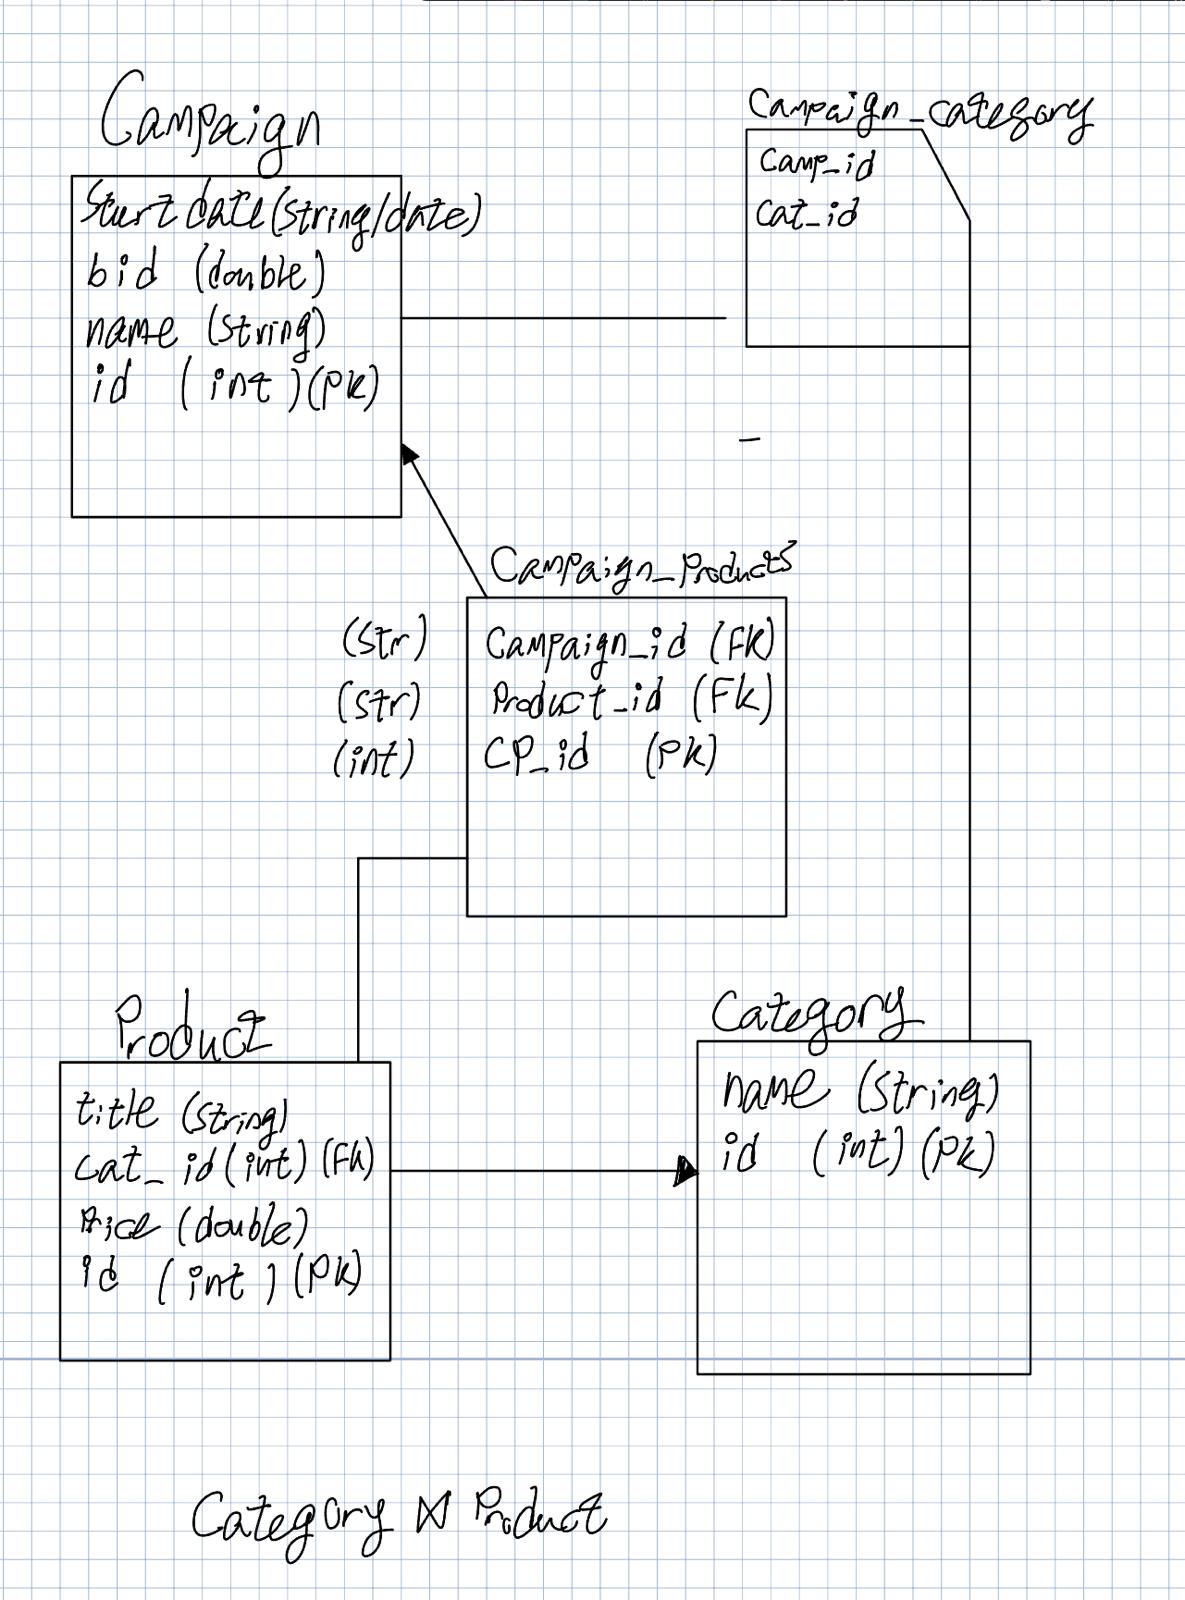 Campaign
Start date (string/date)
bid (double)
name (string)
id (int) (PK)
Campaign_category
Camp_id
Cat_id
Campaign_Products
(str) Campaign_id (FK)
(str) Product_id (FK)
(int) CP_id (PK)
Product
title (string)
Cat_id (int) (FK)
Price (double)
id (int) (PK)
Category
name (string)
id (int) (PK)
Category ⋈ Product